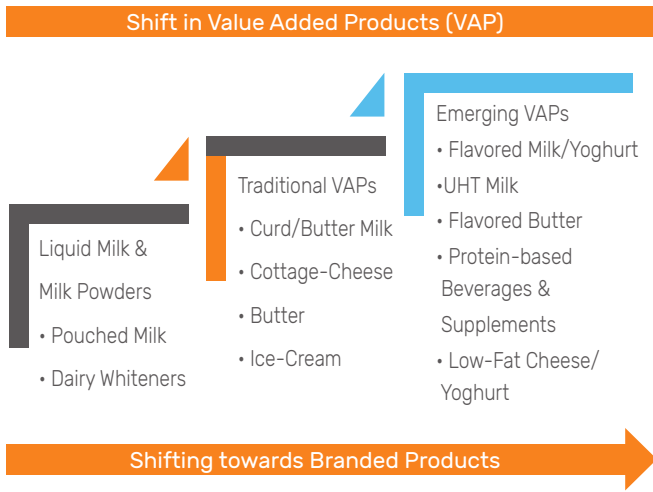 Shift in Value Added Products (VAP)
Liquid Milk &
Milk Powders
• Pouched Milk
• Dairy Whiteners
Traditional VAPs
• Curd/Butter Milk
• Cottage-Cheese
• Butter
• Ice-Cream
Emerging VAPs
• Flavored Milk/Yoghurt
•UHT Milk
• Flavored Butter
• Protein-based
Beverages &
Supplements
• Low-Fat Cheese/
Yoghurt
Shifting towards Branded Products